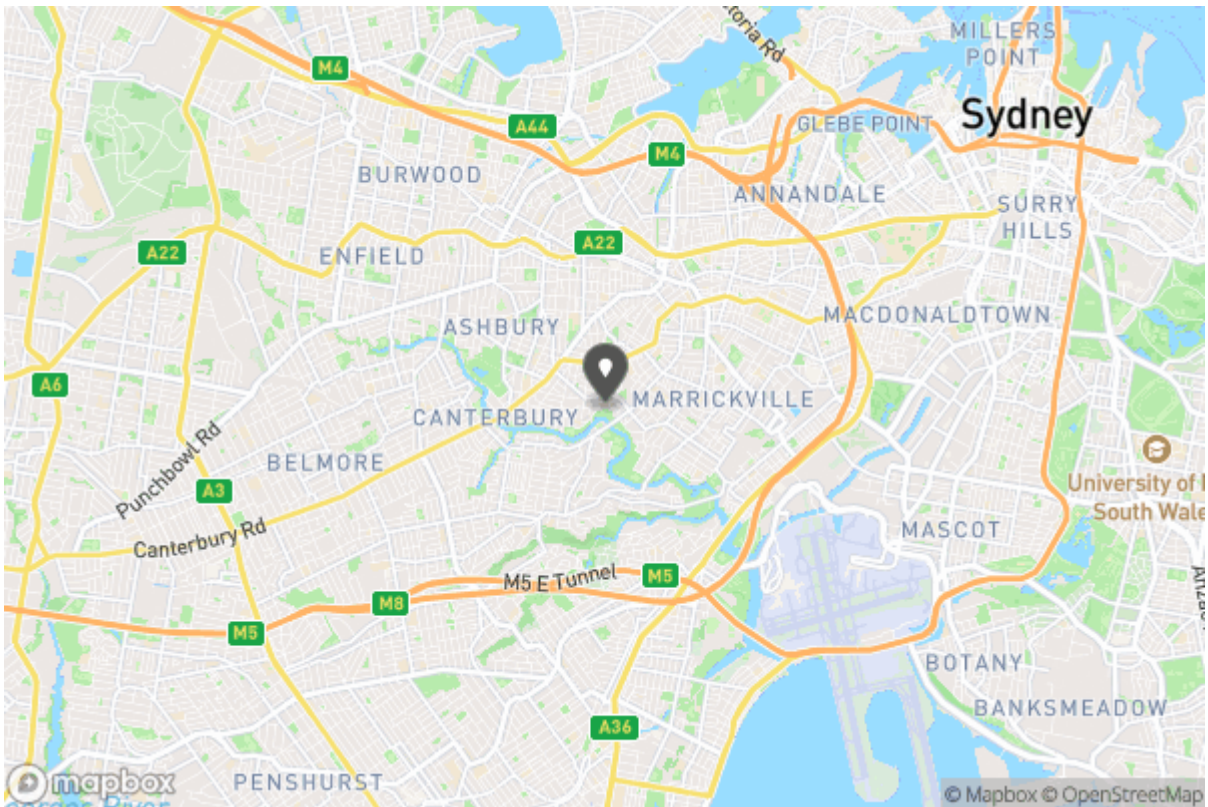 Victoria Rd
MILLERS
POINT
M4
Sydney
A44
GLEBE POINT
M4
BURWOOD
ANNANDALE
SURRY
HILLS
A22
A22
ENFIELD
MACDONALDTOWN
ASHBURY
A6
MARRICKVILLE
CANTERBURY
Punchbowl Rd
BELMORE
University of
South Wale
A3
MASCOT
Canterbury Rd
M5 E Tunnel
M5
M8
M5
BOTANY
BANKSMEADOW
A36
PENSHURST
mapbox
© Mapbox © OpenStreetMap